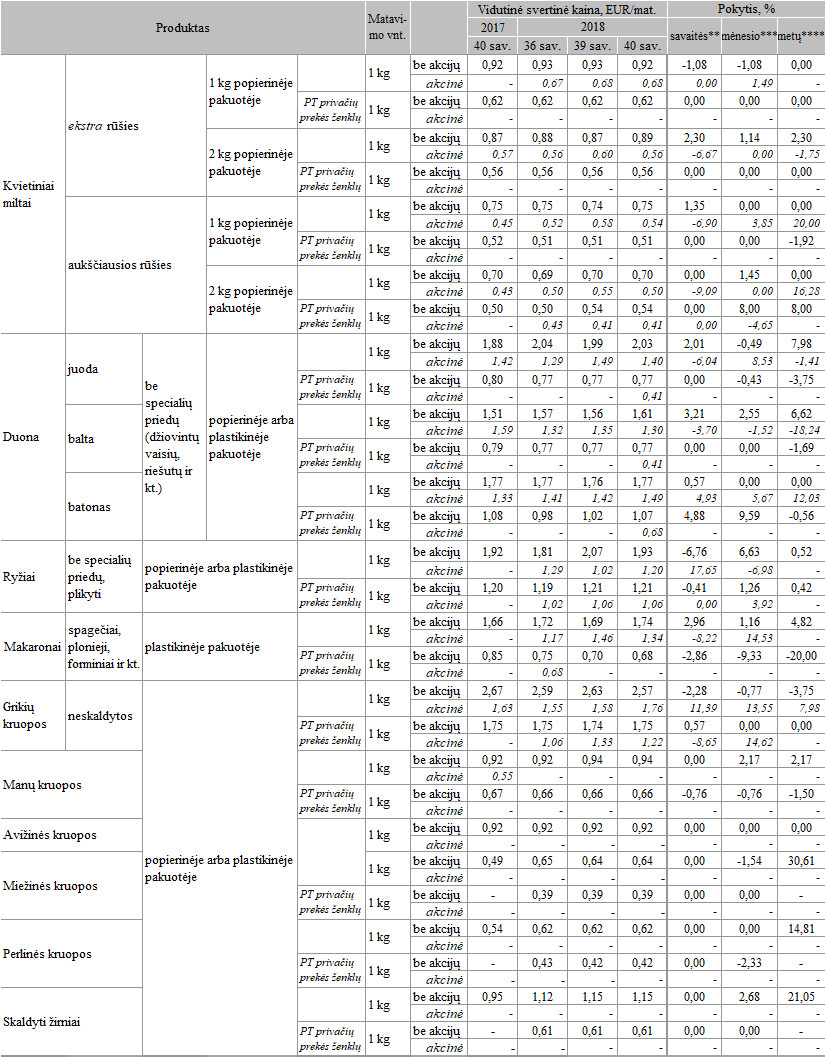 Produktas Matavi-mo vnt. Vidutinė svertinė kaina, EUR/mat. Pokytis, %
2017 2018 savaitės** mėnesio*** metų****
40 sav. 36 sav. 39 sav. 40 sav.
Kvietiniai miltai ekstra rūšies 1 kg popierinėje pakuotėje 1 kg be akcijų 0,92 0,93 0,93 0,92 -1,08 -1,08 0,00
akcinė - 0,67 0,68 0,68 0,00 1,49 -
PT privačių prekės ženklų 1 kg be akcijų 0,62 0,62 0,62 0,62 0,00 0,00 0,00
akcinė - - - - - - -
2 kg popierinėje pakuotėje 1 kg be akcijų 0,87 0,88 0,87 0,89 2,30 1,14 2,30
akcinė 0,57 0,56 0,60 0,56 -6,67 0,00 -1,75
PT privačių prekės ženklų 1 kg be akcijų 0,56 0,56 0,56 0,56 0,00 0,00 0,00
akcinė - - - - - - -
aukščiausios rūšies 1 kg popierinėje pakuotėje 1 kg be akcijų 0,75 0,75 0,74 0,75 1,35 0,00 0,00
akcinė 0,45 0,52 0,58 0,54 -6,90 3,85 20,00
PT privačių prekės ženklų 1 kg be akcijų 0,52 0,51 0,51 0,51 0,00 0,00 -1,92
akcinė - - - - - - -
2 kg popierinėje pakuotėje 1 kg be akcijų 0,70 0,69 0,70 0,70 0,00 1,45 0,00
akcinė 0,43 0,50 0,55 0,50 -9,09 0,00 16,28
PT privačių prekės ženklų 1 kg be akcijų 0,50 0,50 0,54 0,54 0,00 8,00 8,00
akcinė - 0,43 0,41 0,41 0,00 -4,65 -
Duona juoda be specialių priedų (džiovintų vaisių, riešutų ir kt.) popierinėje arba plastikinėje pakuotėje 1 kg be akcijų 1,88 2,04 1,99 2,03 2,01 -0,49 7,98
akcinė 1,42 1,29 1,49 1,40 -6,04 8,53 -1,41
PT privačių prekės ženklų 1 kg be akcijų 0,80 0,77 0,77 0,77 0,00 -0,43 -3,75
akcinė - - - 0,41 - - -
balta 1 kg be akcijų 1,51 1,57 1,56 1,61 3,21 2,55 6,62
akcinė 1,59 1,32 1,35 1,30 -3,70 -1,52 -18,24
PT privačių prekės ženklų 1 kg be akcijų 0,79 0,77 0,77 0,77 0,00 0,00 -1,69
akcinė - - - 0,41 - - -
batonas 1 kg be akcijų 1,77 1,77 1,76 1,77 0,57 0,00 0,00
akcinė 1,33 1,41 1,42 1,49 4,93 5,67 12,03
PT privačių prekės ženklų 1 kg be akcijų 1,08 0,98 1,02 1,07 4,88 9,59 -0,56
akcinė - - - 0,68 - - -
Ryžiai be specialių priedų, plikyti popierinėje arba plastikinėje pakuotėje 1 kg be akcijų 1,92 1,81 2,07 1,93 -6,76 6,63 0,52
akcinė - 1,29 1,02 1,20 17,65 -6,98 -
PT privačių prekės ženklų 1 kg be akcijų 1,20 1,19 1,21 1,21 -0,41 1,26 0,42
akcinė - 1,02 1,06 1,06 0,00 3,92 -
Makaronai spagečiai, plonieji, forminiai ir kt. plastikinėje pakuotėje 1 kg be akcijų 1,66 1,72 1,69 1,74 2,96 1,16 4,82
akcinė - 1,17 1,46 1,34 -8,22 14,53 -
PT privačių prekės ženklų 1 kg be akcijų 0,85 0,75 0,70 0,68 -2,86 -9,33 -20,00
akcinė - 0,68 - - - - -
Grikių kruopos neskaldytos popierinėje arba plastikinėje pakuotėje 1 kg be akcijų 2,67 2,59 2,63 2,57 -2,28 -0,77 -3,75
akcinė 1,63 1,55 1,58 1,76 11,39 13,55 7,98
PT privačių prekės ženklų 1 kg be akcijų 1,75 1,75 1,74 1,75 0,57 0,00 0,00
akcinė - 1,06 1,33 1,22 -8,65 14,62 -
Manų kruopos 1 kg be akcijų 0,92 0,92 0,94 0,94 0,00 2,17 2,17
akcinė 0,55 - - - - - -
PT privačių prekės ženklų 1 kg be akcijų 0,67 0,66 0,66 0,66 -0,76 -0,76 -1,50
akcinė - - - - - - -
Avižinės kruopos 1 kg be akcijų 0,92 0,92 0,92 0,92 0,00 0,00 0,00
akcinė - - - - - - -
Miežinės kruopos 1 kg be akcijų 0,49 0,65 0,64 0,64 0,00 -1,54 30,61
akcinė - - - - - - -
PT privačių prekės ženklų 1 kg be akcijų - 0,39 0,39 0,39 0,00 0,00 -
akcinė - - - - - - -
Perlinės kruopos 1 kg be akcijų 0,54 0,62 0,62 0,62 0,00 0,00 14,81
akcinė - - - - - - -
PT privačių prekės ženklų 1 kg be akcijų - 0,43 0,42 0,42 0,00 -2,33 -
akcinė - - - - - - -
Skaldyti žirniai 1 kg be akcijų 0,95 1,12 1,15 1,15 0,00 2,68 21,05
akcinė - - - - - - -
PT privačių prekės ženklų 1 kg be akcijų - 0,61 0,61 0,61 0,00 0,00 -
akcinė - - - - - - -